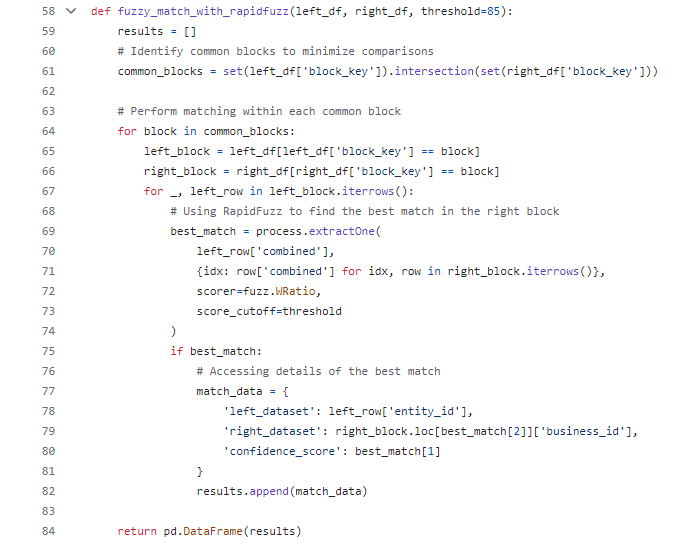 58 def fuzzy_match_with_rapidfuzz(left_df, right_df, threshold=85):
59     results = []
60     # Identify common blocks to minimize comparisons
61     common_blocks = set(left_df['block_key']).intersection(set(right_df['block_key']))
62
63     # Perform matching within each common block
64     for block in common_blocks:
65         left_block = left_df[left_df['block_key'] == block]
66         right_block = right_df[right_df['block_key'] == block]
67         for _, left_row in left_block.iterrows():
68             # Using RapidFuzz to find the best match in the right block
69             best_match = process.extractOne(
70                 left_row['combined'],
71                 {idx: row['combined'] for idx, row in right_block.iterrows()},
72                 scorer=fuzz.WRatio,
73                 score_cutoff=threshold
74             )
75             if best_match:
76                 # Accessing details of the best match
77                 match_data = {
78                     'left_dataset': left_row['entity_id'],
79                     'right_dataset': right_block.loc[best_match[2]]['business_id'],
80                     'confidence_score': best_match[1]
81                 }
82                 results.append(match_data)
83
84     return pd.DataFrame(results)